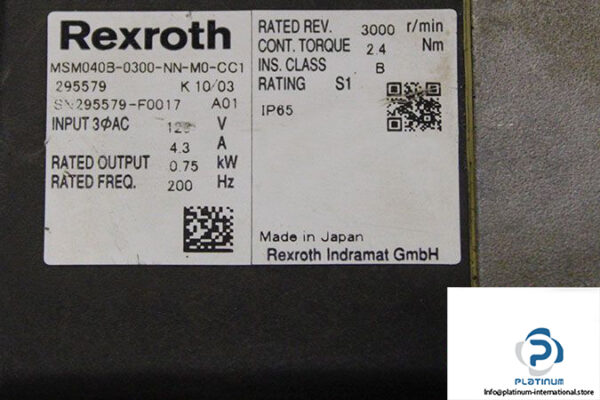 Rexroth
MSM040B-0300-NN-M0-CC1
295579 K 10/03
SN295579-F0017 A01
INPUT 3ΦAC V
4.3 A
RATED OUTPUT 0.75 kW
RATED FREQ. 200 Hz
RATED REV. 3000 r/min
CONT. TORQUE 2.4 Nm
INS. CLASS B
RATING S1
IP65
Made in Japan
Rexroth Indramat GmbH
PLATINUM
Info@platinum-international.store